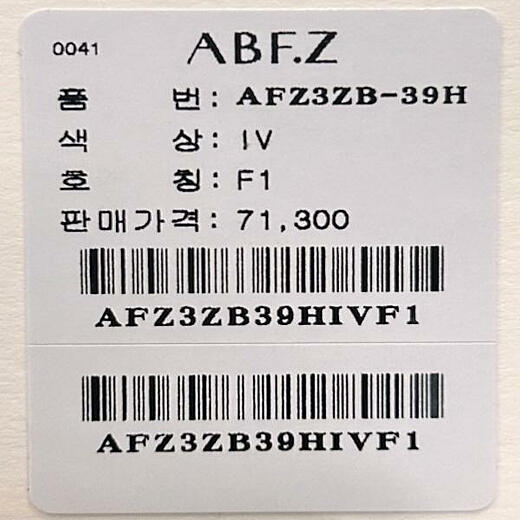 0041 ABF.Z
품 번: AFZ3ZB-39H
색 상: IV
호 칭: F1
판매가격: 71,300
AFZ3ZB39HIVF1
AFZ3ZB39HIVF1